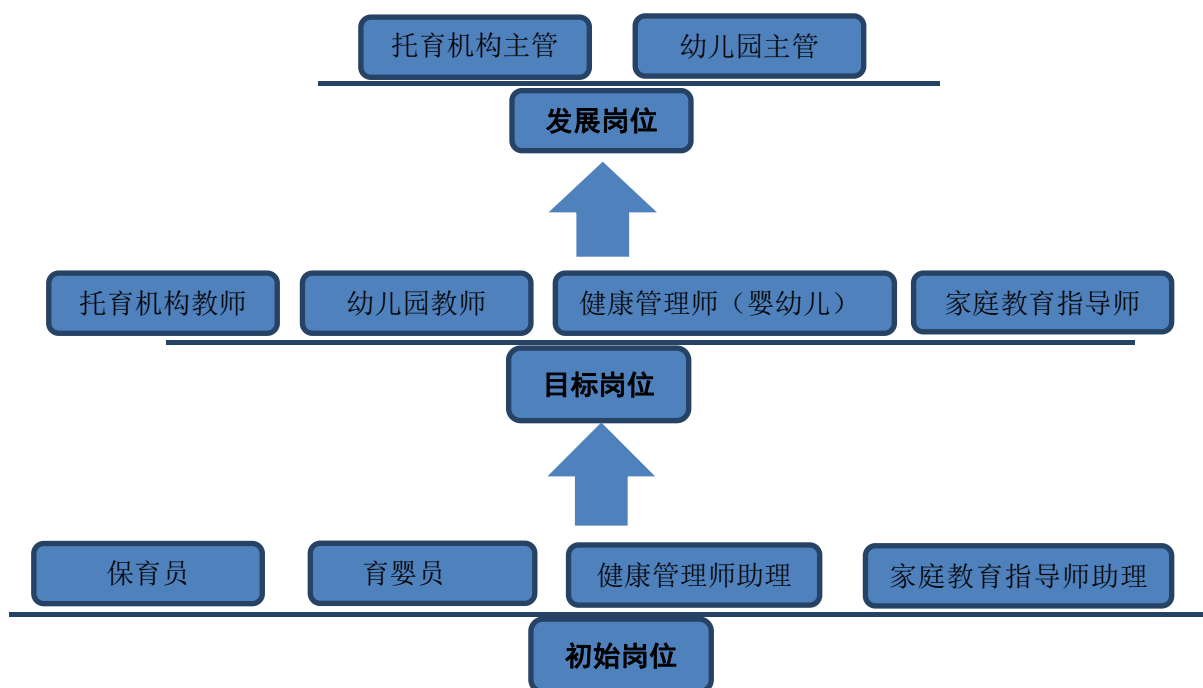 托育机构主管
幼儿园主管
发展岗位
托育机构教师
幼儿园教师
健康管理师（婴幼儿）
家庭教育指导师
目标岗位
保育员
育婴员
健康管理师助理
家庭教育指导师助理
初始岗位